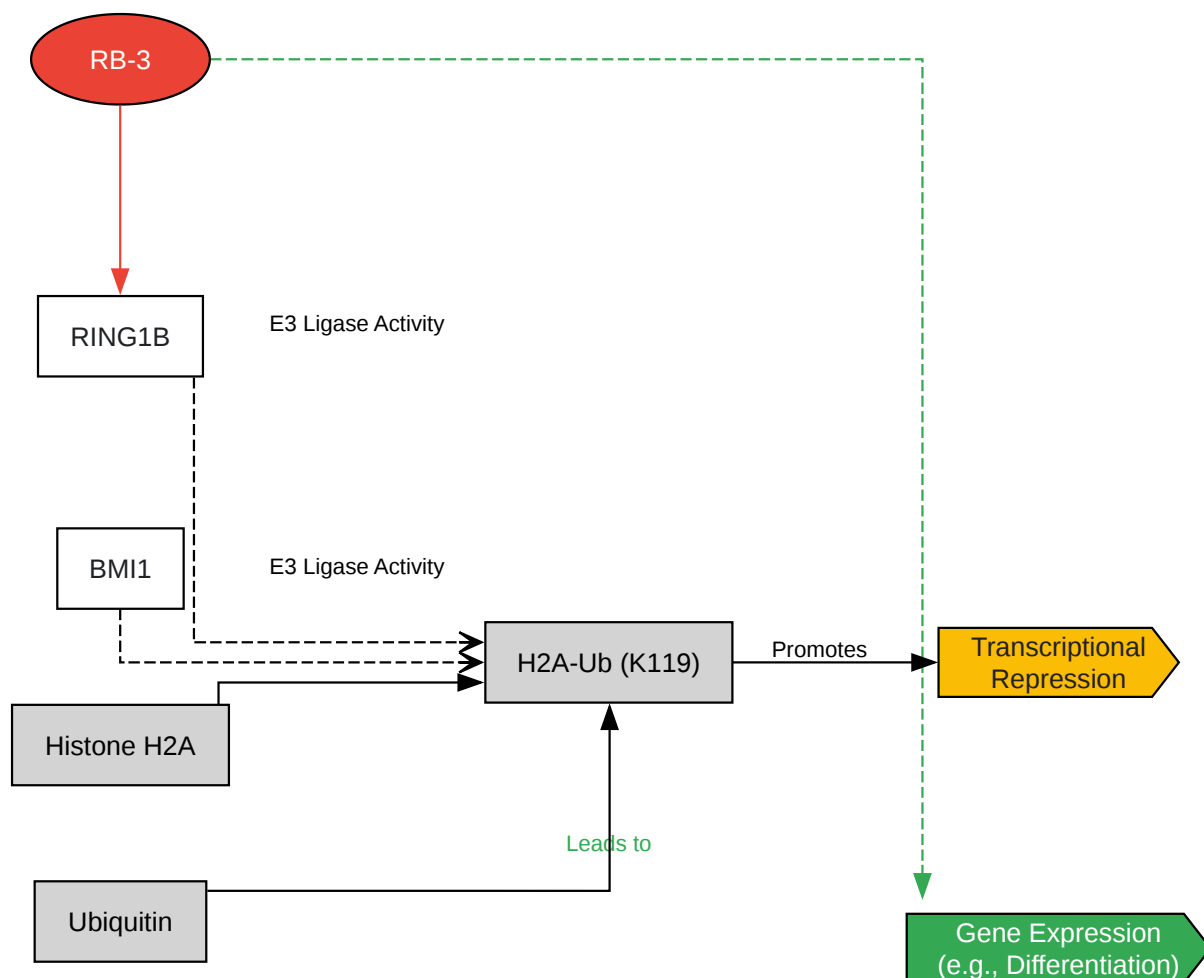 RB-3
RING1B
E3 Ligase Activity
BMI1
E3 Ligase Activity
H2A-Ub (K119)
Promotes
Transcriptional
Repression
Histone H2A
Leads to
Ubiquitin
Gene Expression
(e.g., Differentiation)